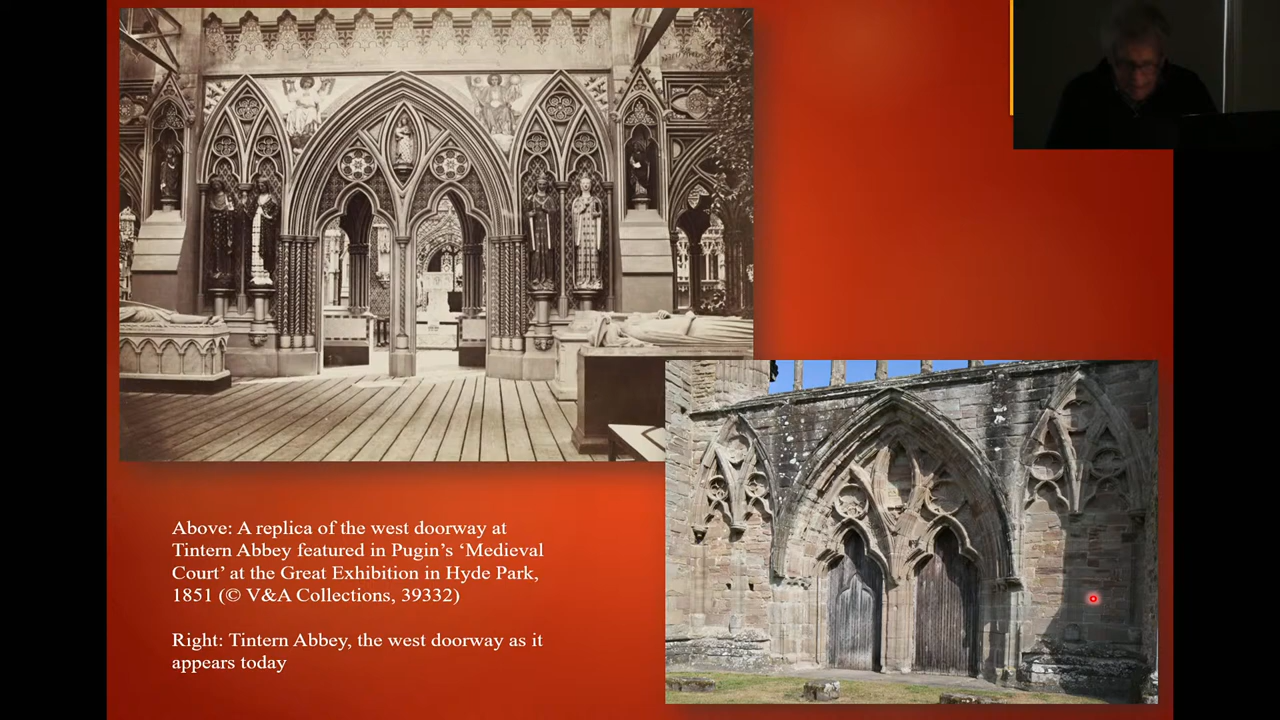 Above: A replica of the west doorway at
Tintern Abbey featured in Pugin's ‘Medieval
Court’ at the Great Exhibition in Hyde Park,
1851 (© V&A Collections, 39332)
Right: Tintern Abbey, the west doorway as it
appears today